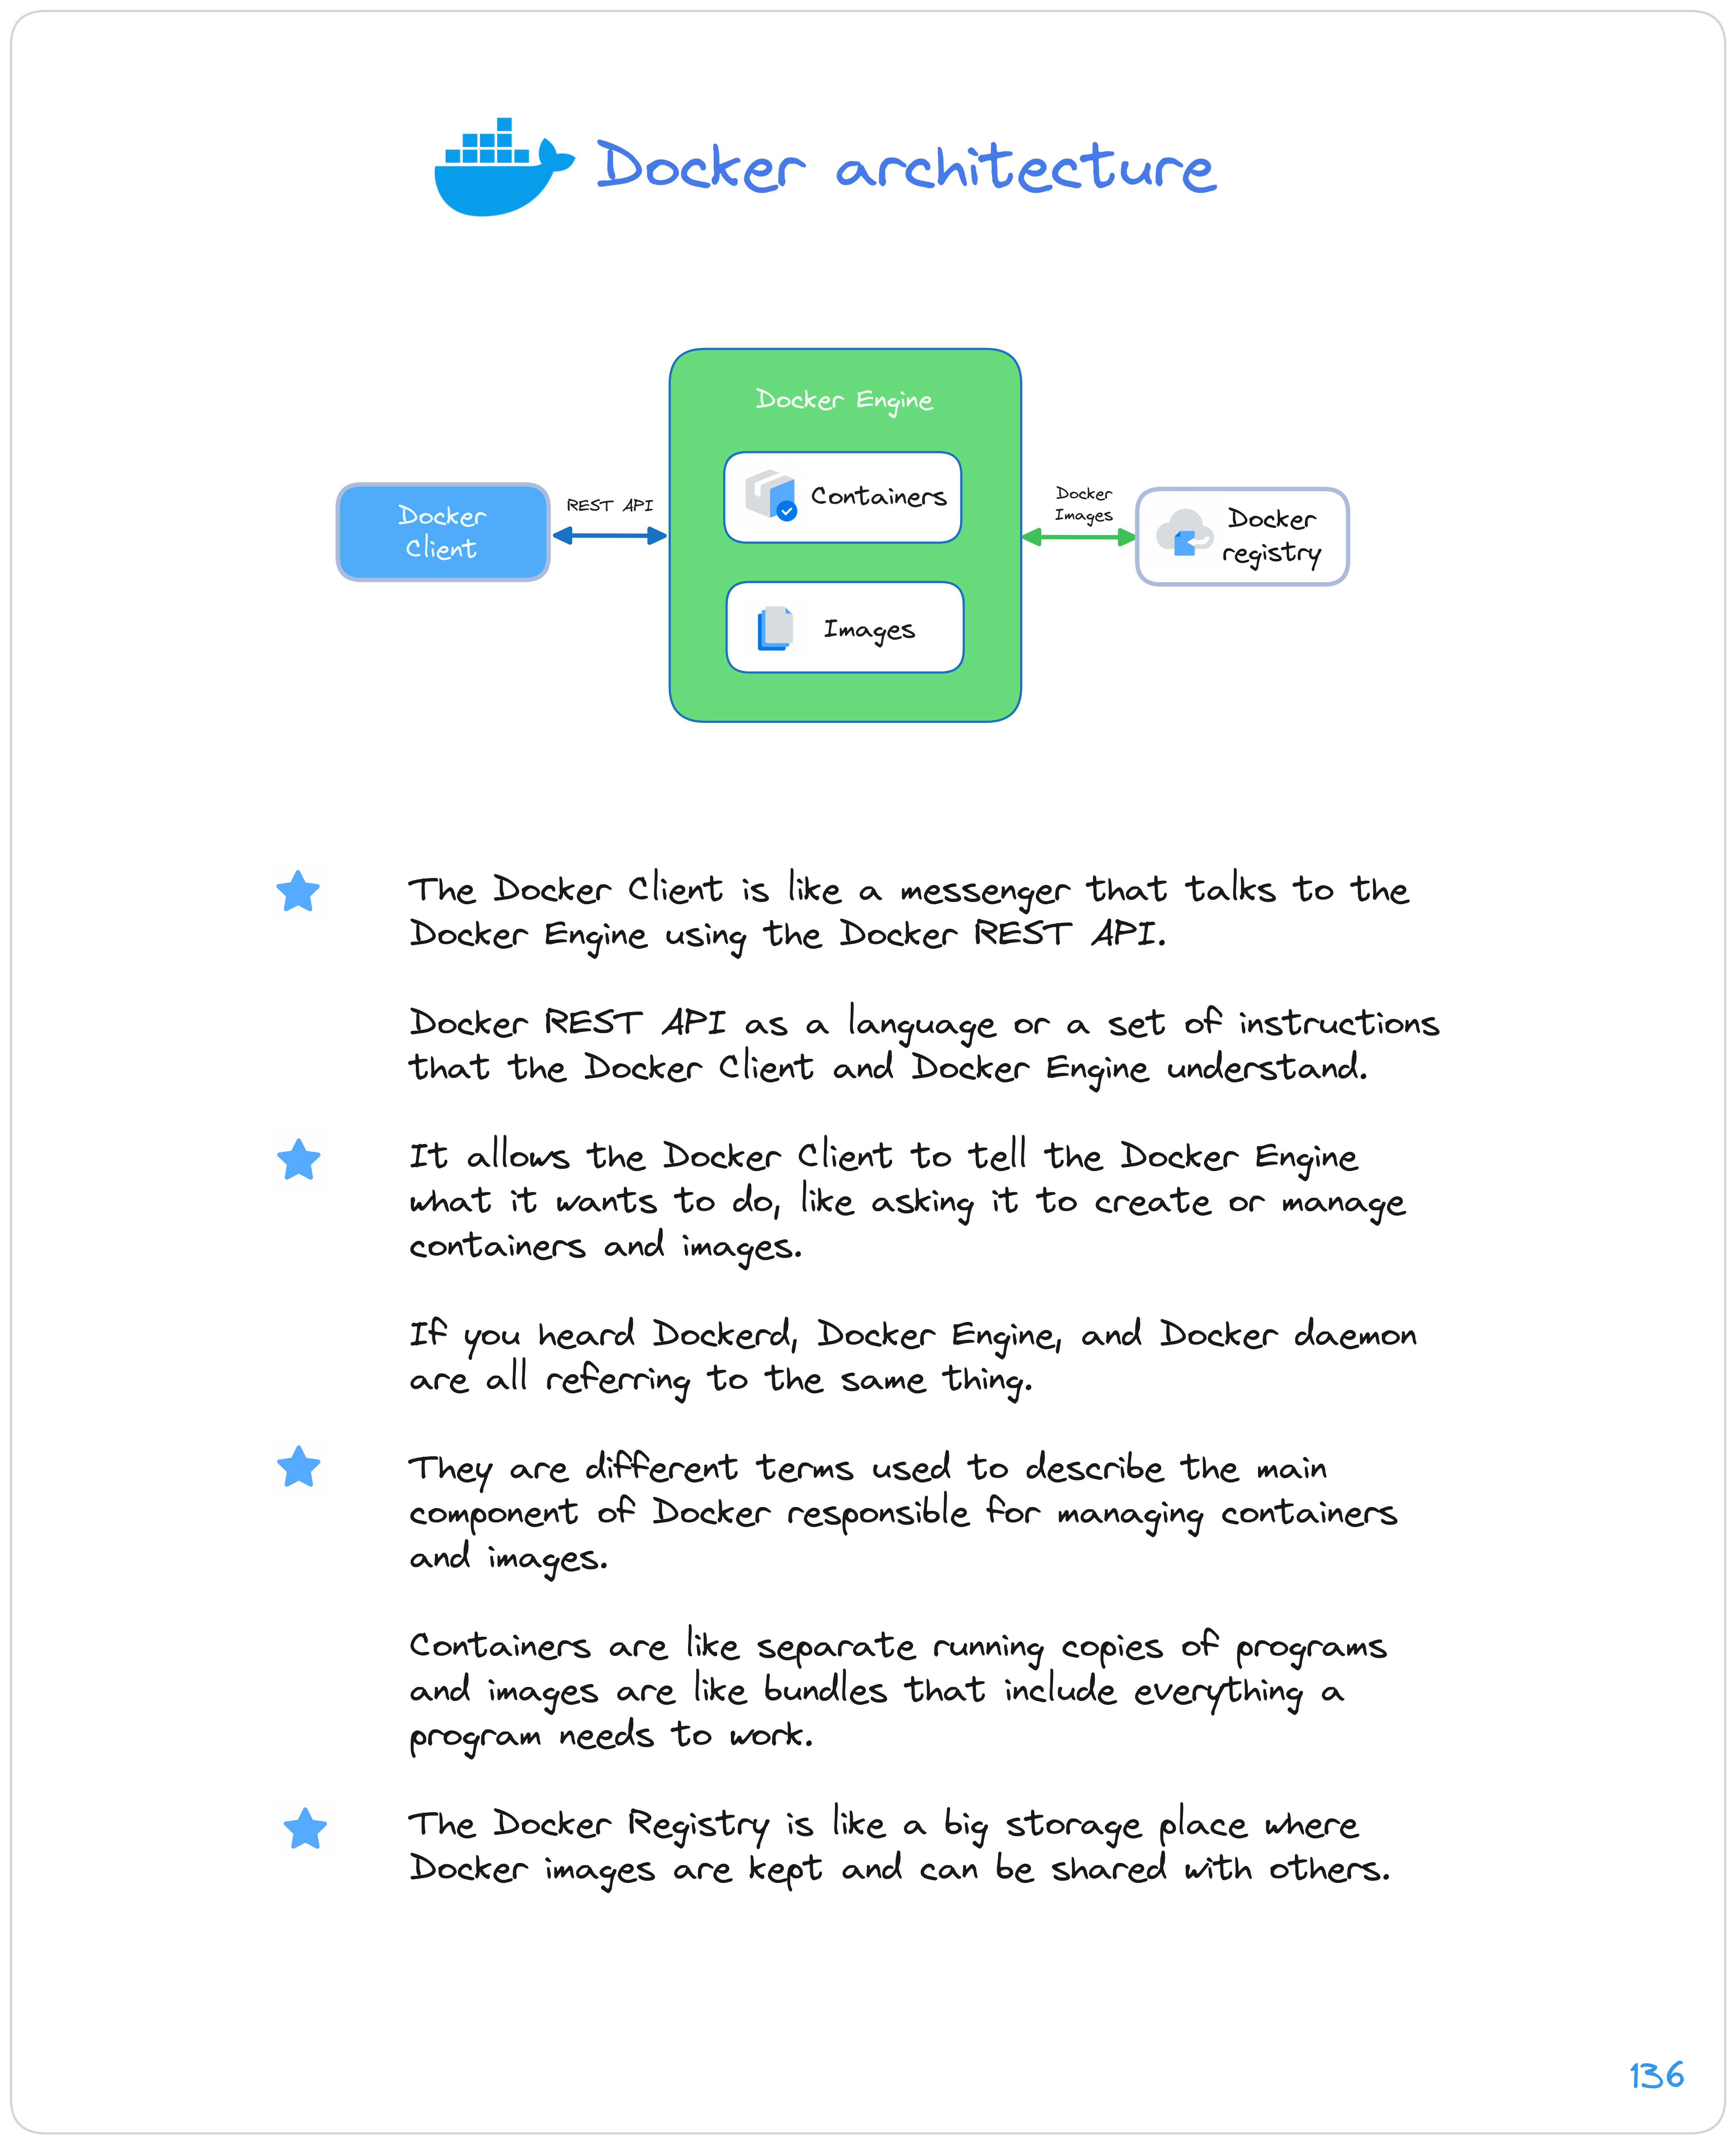 Docker architecture
Docker Engine
Containers
Images
Docker
Client
REST API
Docker
Images
Docker
registry
The Docker Client is like a messenger that talks to the
Docker Engine using the Docker REST API.
Docker REST API as a language or a set of instructions
that the Docker Client and Docker Engine understand.
It allows the Docker Client to tell the Docker Engine
what it wants to do, like asking it to create or manage
containers and images.
If you heard Dockerd, Docker Engine, and Docker daemon
are all referring to the same thing.
They are different terms used to describe the main
component of Docker responsible for managing containers
and images.
Containers are like separate running copies of programs
and images are like bundles that include everything a
program needs to work.
The Docker Registry is like a big storage place where
Docker images are kept and can be shared with others.
136